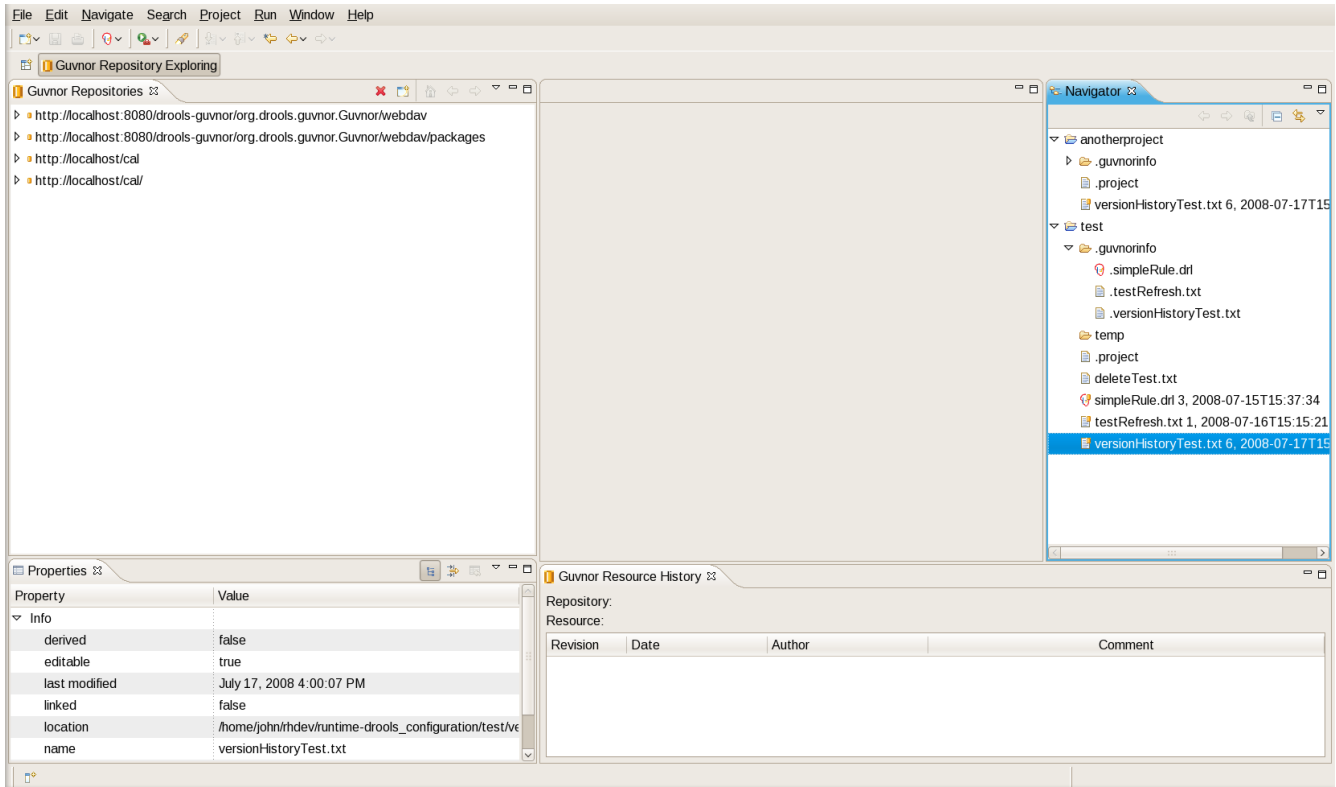 File Edit Navigate Search Project Run Window Help
Guvnor Repository Exploring
Guvnor Repositories
http://localhost:8080/drools-guvnor/org.drools.guvnor.Guvnor/webdav
http://localhost:8080/drools-guvnor/org.drools.guvnor.Guvnor/webdav/packages
http://localhost/cal
http://localhost/cal/
Navigator
anotherproject
.guvnorinfo
.project
versionHistoryTest.txt 6, 2008-07-17T15
test
.guvnorinfo
.simpleRule.drl
.testRefresh.txt
.versionHistoryTest.txt
temp
.project
deleteTest.txt
simpleRule.drl 3, 2008-07-15T15:37:34
testRefresh.txt 1, 2008-07-16T15:15:21
versionHistoryTest.txt 6, 2008-07-17T15
Properties
Property Value
Info
derived false
editable true
last modified July 17, 2008 4:00:07 PM
linked false
location /home/john/rhdev/runtime-drools_configuration/test/ve
name versionHistoryTest.txt
Guvnor Resource History
Repository:
Resource:
Revision Date Author Comment